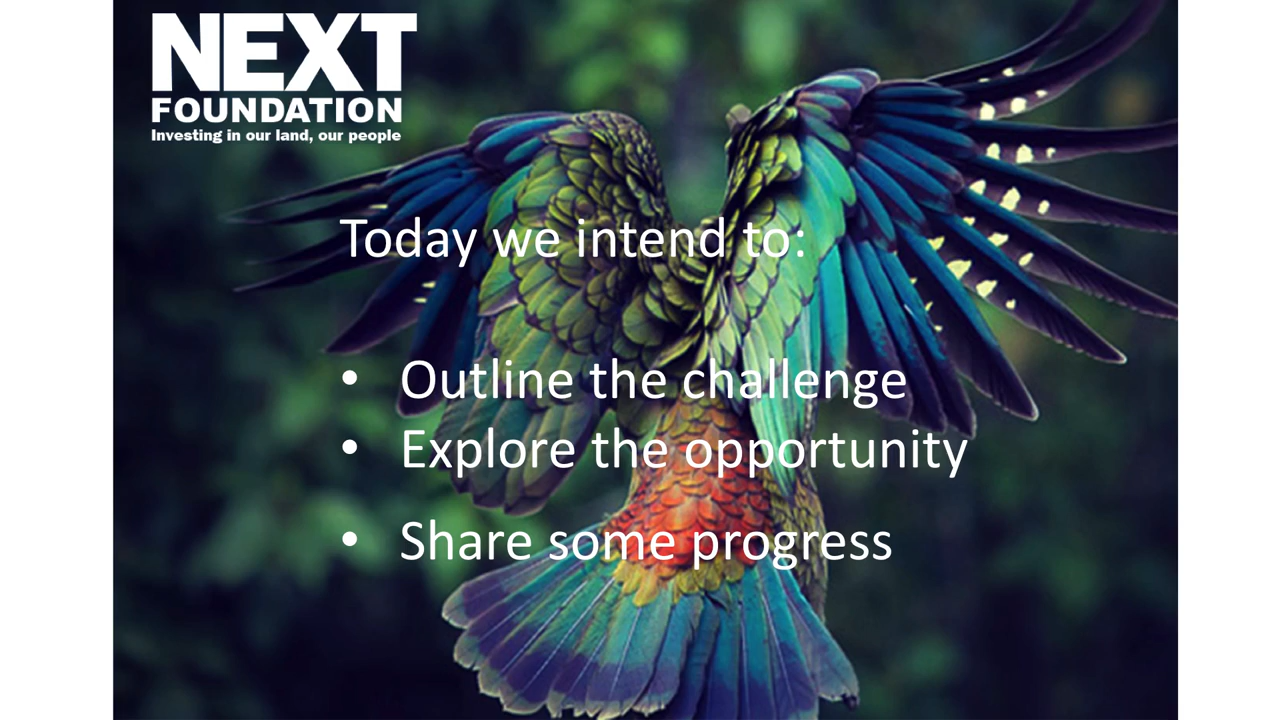 NEXT
FOUNDATION
Investing in our land, our people
Today we intend to:
• Outline the challenge
• Explore the opportunity
• Share some progress